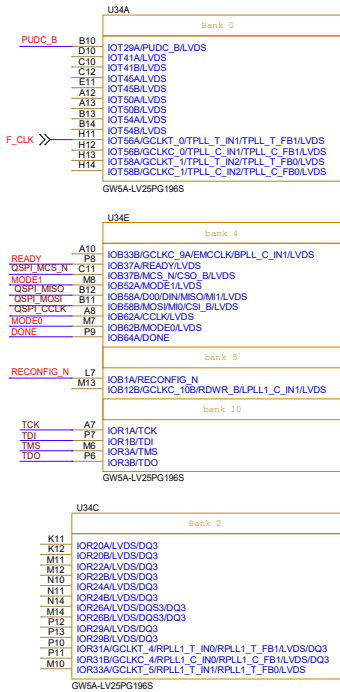 U34A
Bank 0
PUDC_B B10 IOT29A/PUDC_B/LVDS
D10 IOT41A/LVDS
C10 IOT41B/LVDS
C12 IOT45A/LVDS
E11 IOT45B/LVDS
A12 IOT50A/LVDS
A13 IOT50B/LVDS
B13 IOT54A/LVDS
B14 IOT54B/LVDS
F_CLK H11 IOT56A/GCLKT_0/TPLL_T_IN1/TPLL_T_FB1/LVDS
H12 IOT56B/GCLKC_0/TPLL_C_IN1/TPLL_C_FB1/LVDS
H13 IOT58A/GCLKT_1/TPLL_T_IN2/TPLL_T_FB0/LVDS
H14 IOT58B/GCLKC_1/TPLL_C_IN2/TPLL_C_FB0/LVDS
GW5A-LV25PG196S
U34E
bank 4
A10 IOB33B/GCLKC_9A/EMCCLK/BPLL_C_IN1/LVDS
READY P8 IOB37A/READY/LVDS
QSPI_MCS_N C11 IOB37B/MCS_N/CSO_B/LVDS
MODE1 M8 IOB52A/MODE1/LVDS
QSPI_MISO B12 IOB58A/D00/DIN/MISO/MI1/LVDS
QSPI_MOSI B11 IOB58B/MOSI/MI0/CSI_B/LVDS
QSPI_CCLK A8 IOB62A/CCLK/LVDS
MODE0 M7 IOB62B/MODE0/LVDS
DONE P9 IOB64A/DONE
bank 5
RECONFIG_N L7 IOB1A/RECONFIG_N
M13 IOB12B/GCLKC_10B/RDWR_B/LPLL1_C_IN1/LVDS
bank 10
TCK A7 IOR1A/TCK
TDI P7 IOR1B/TDI
TMS M6 IOR3A/TMS
TDO P6 IOR3B/TDO
GW5A-LV25PG196S
U34C
Bank 2
K11 IOR20A/LVDS/DQ3
K12 IOR20B/LVDS/DQ3
M11 IOR22A/LVDS/DQ3
M12 IOR22B/LVDS/DQ3
N10 IOR24A/LVDS/DQ3
N11 IOR24B/LVDS/DQ3
N14 IOR26A/LVDS/DQS3/DQ3
M14 IOR26B/LVDS/DQS3/DQ3
P12 IOR29A/LVDS/DQ3
P13 IOR29B/LVDS/DQ3
P10 IOR31A/GCLKT_4/RPLL1_T_IN0/RPLL1_T_FB1/LVDS/DQ3
P11 IOR31B/GCLKC_4/RPLL1_C_IN0/RPLL1_C_FB1/LVDS/DQ3
M10 IOR33A/GCLKT_5/RPLL1_T_IN1/RPLL1_T_FB0/LVDS
GW5A-LV25PG196S